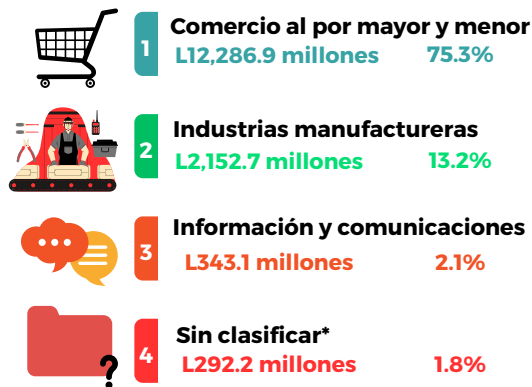 1
Comercio al por mayor y menor
L12,286.9 millones 75.3%
2
Industrias manufactureras
L2,152.7 millones 13.2%
3
Información y comunicaciones
L343.1 millones 2.1%
?
4
Sin clasificar*
L292.2 millones 1.8%